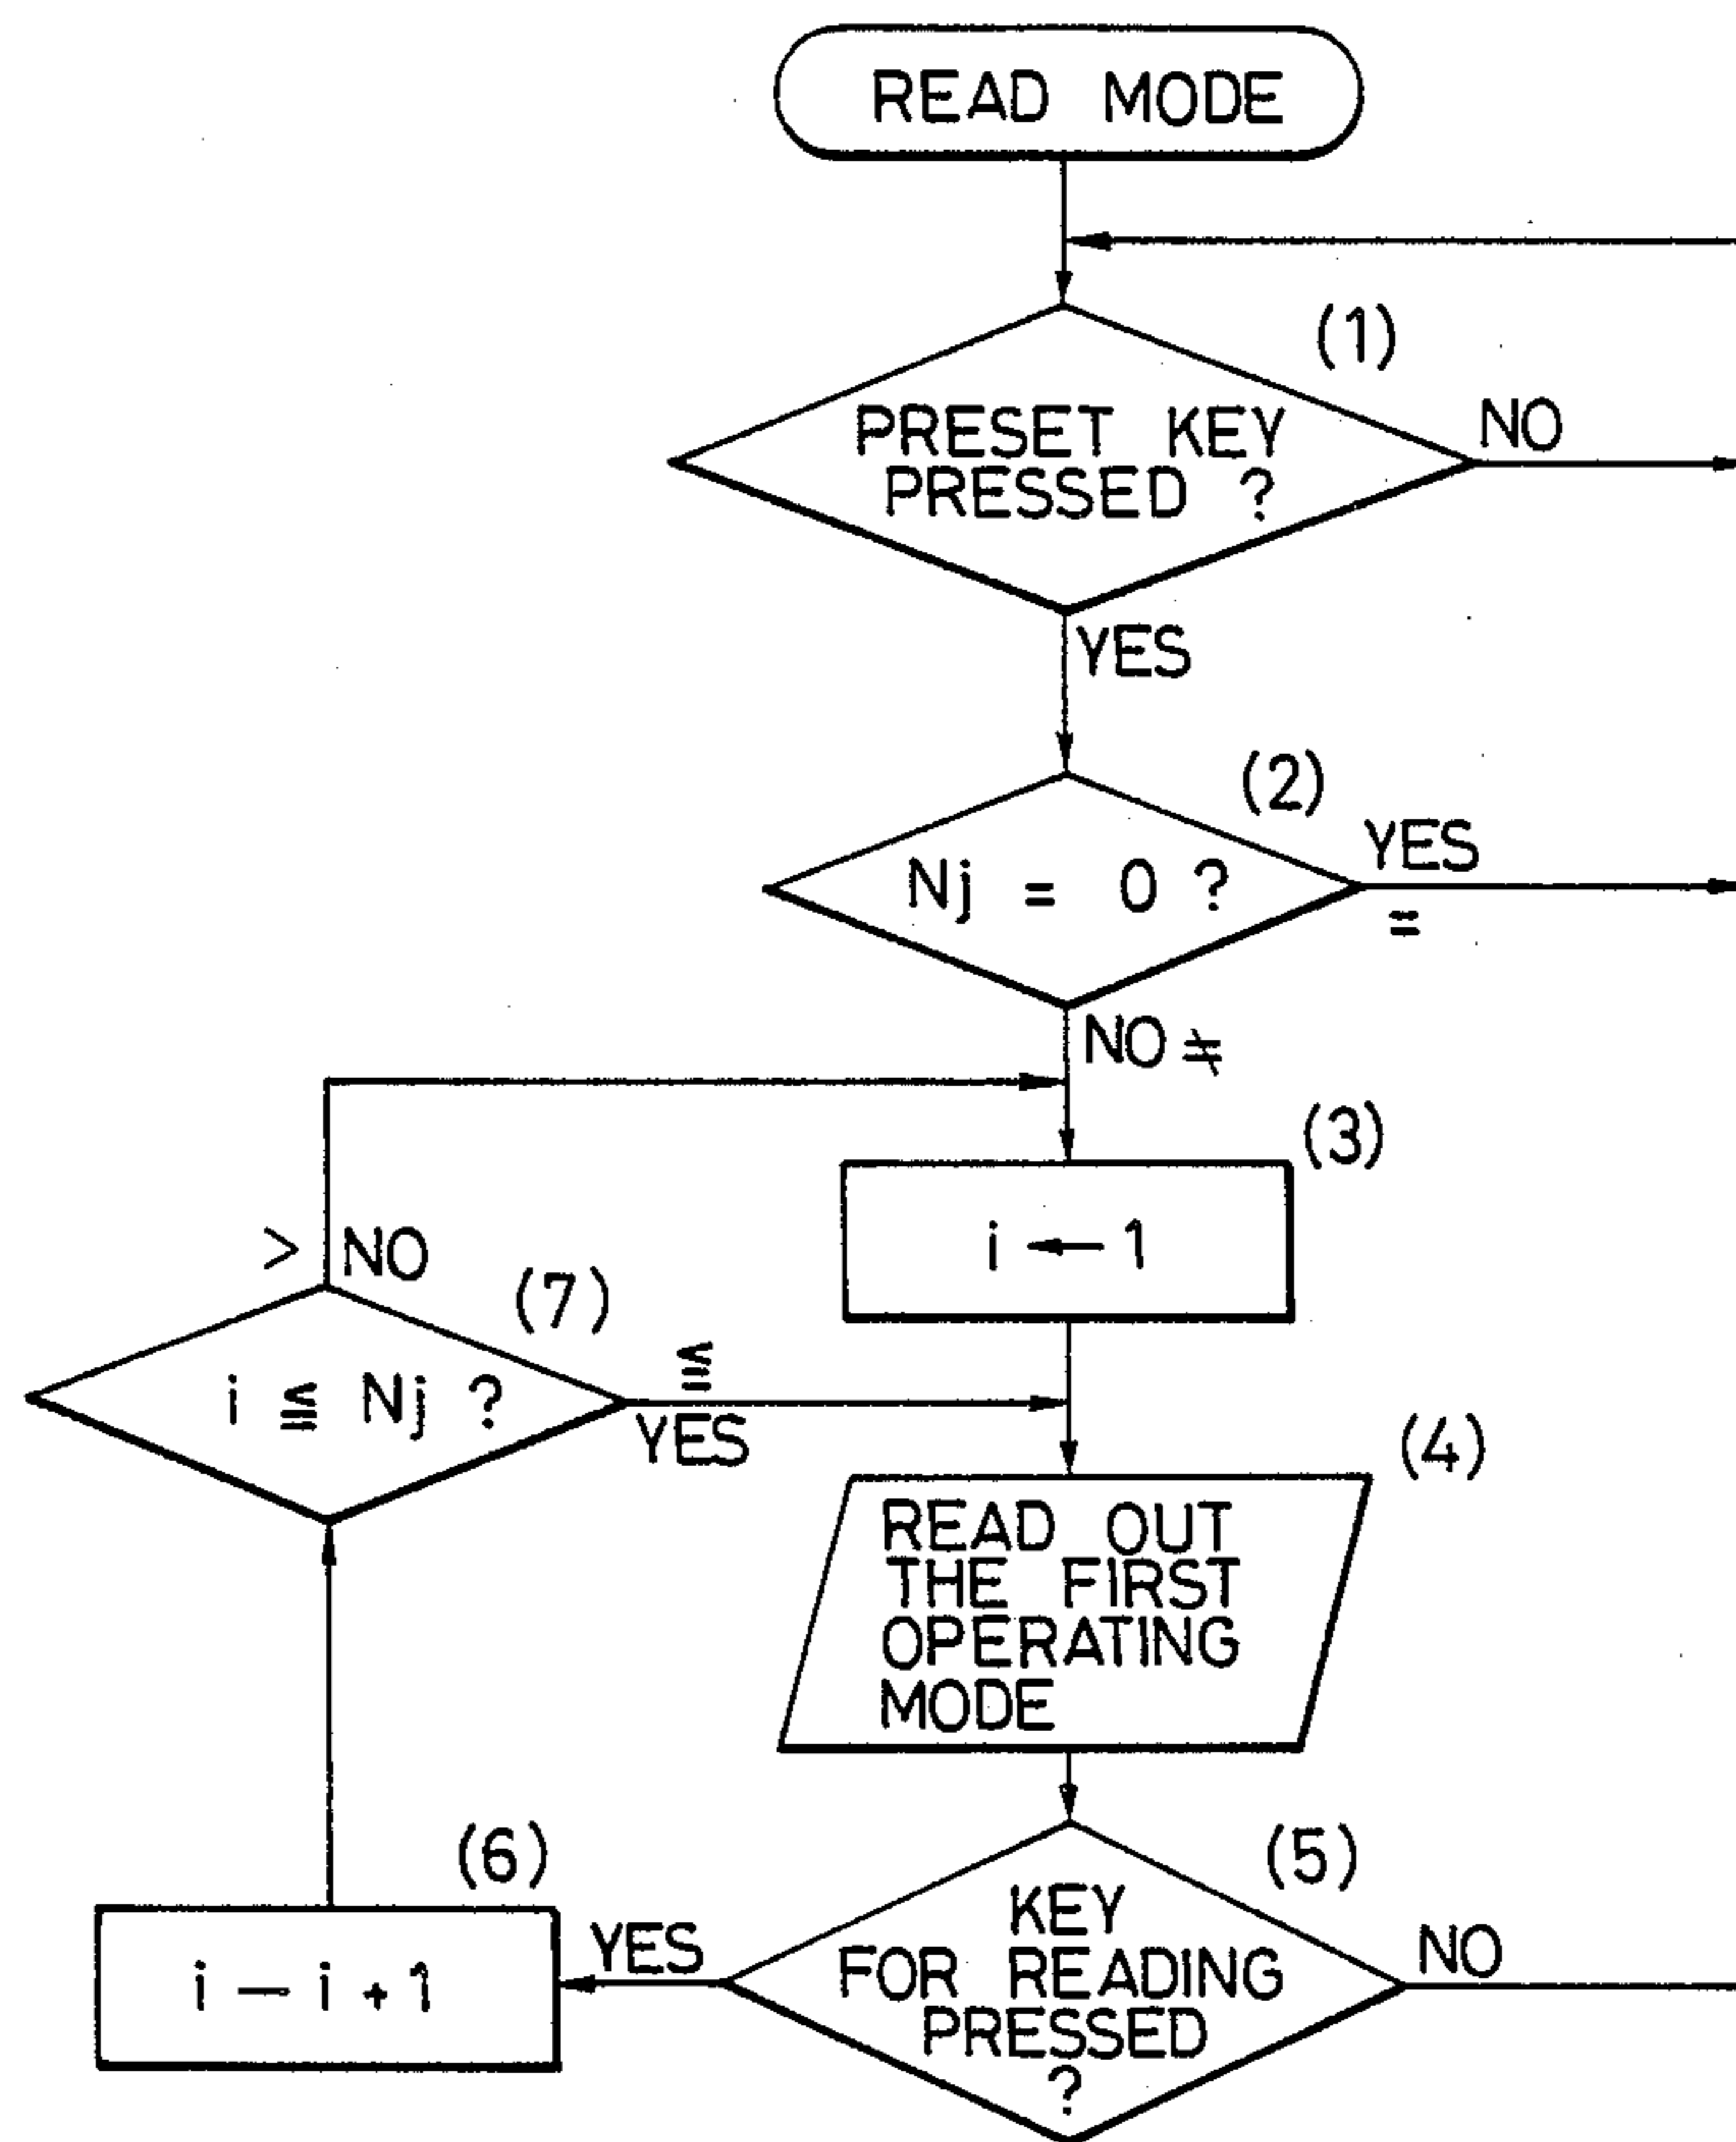 READ MODE
(1)
PRESET KEY
PRESSED ?
NO
YES
(2)
Nj = 0 ?
YES
=
NO ≠
(3)
i ← 1
> NO
(7)
i ≦ Nj ?
≦
YES
(4)
READ OUT
THE FIRST
OPERATING
MODE
(5)
KEY
FOR READING
PRESSED
?
NO
YES
(6)
i — i + 1